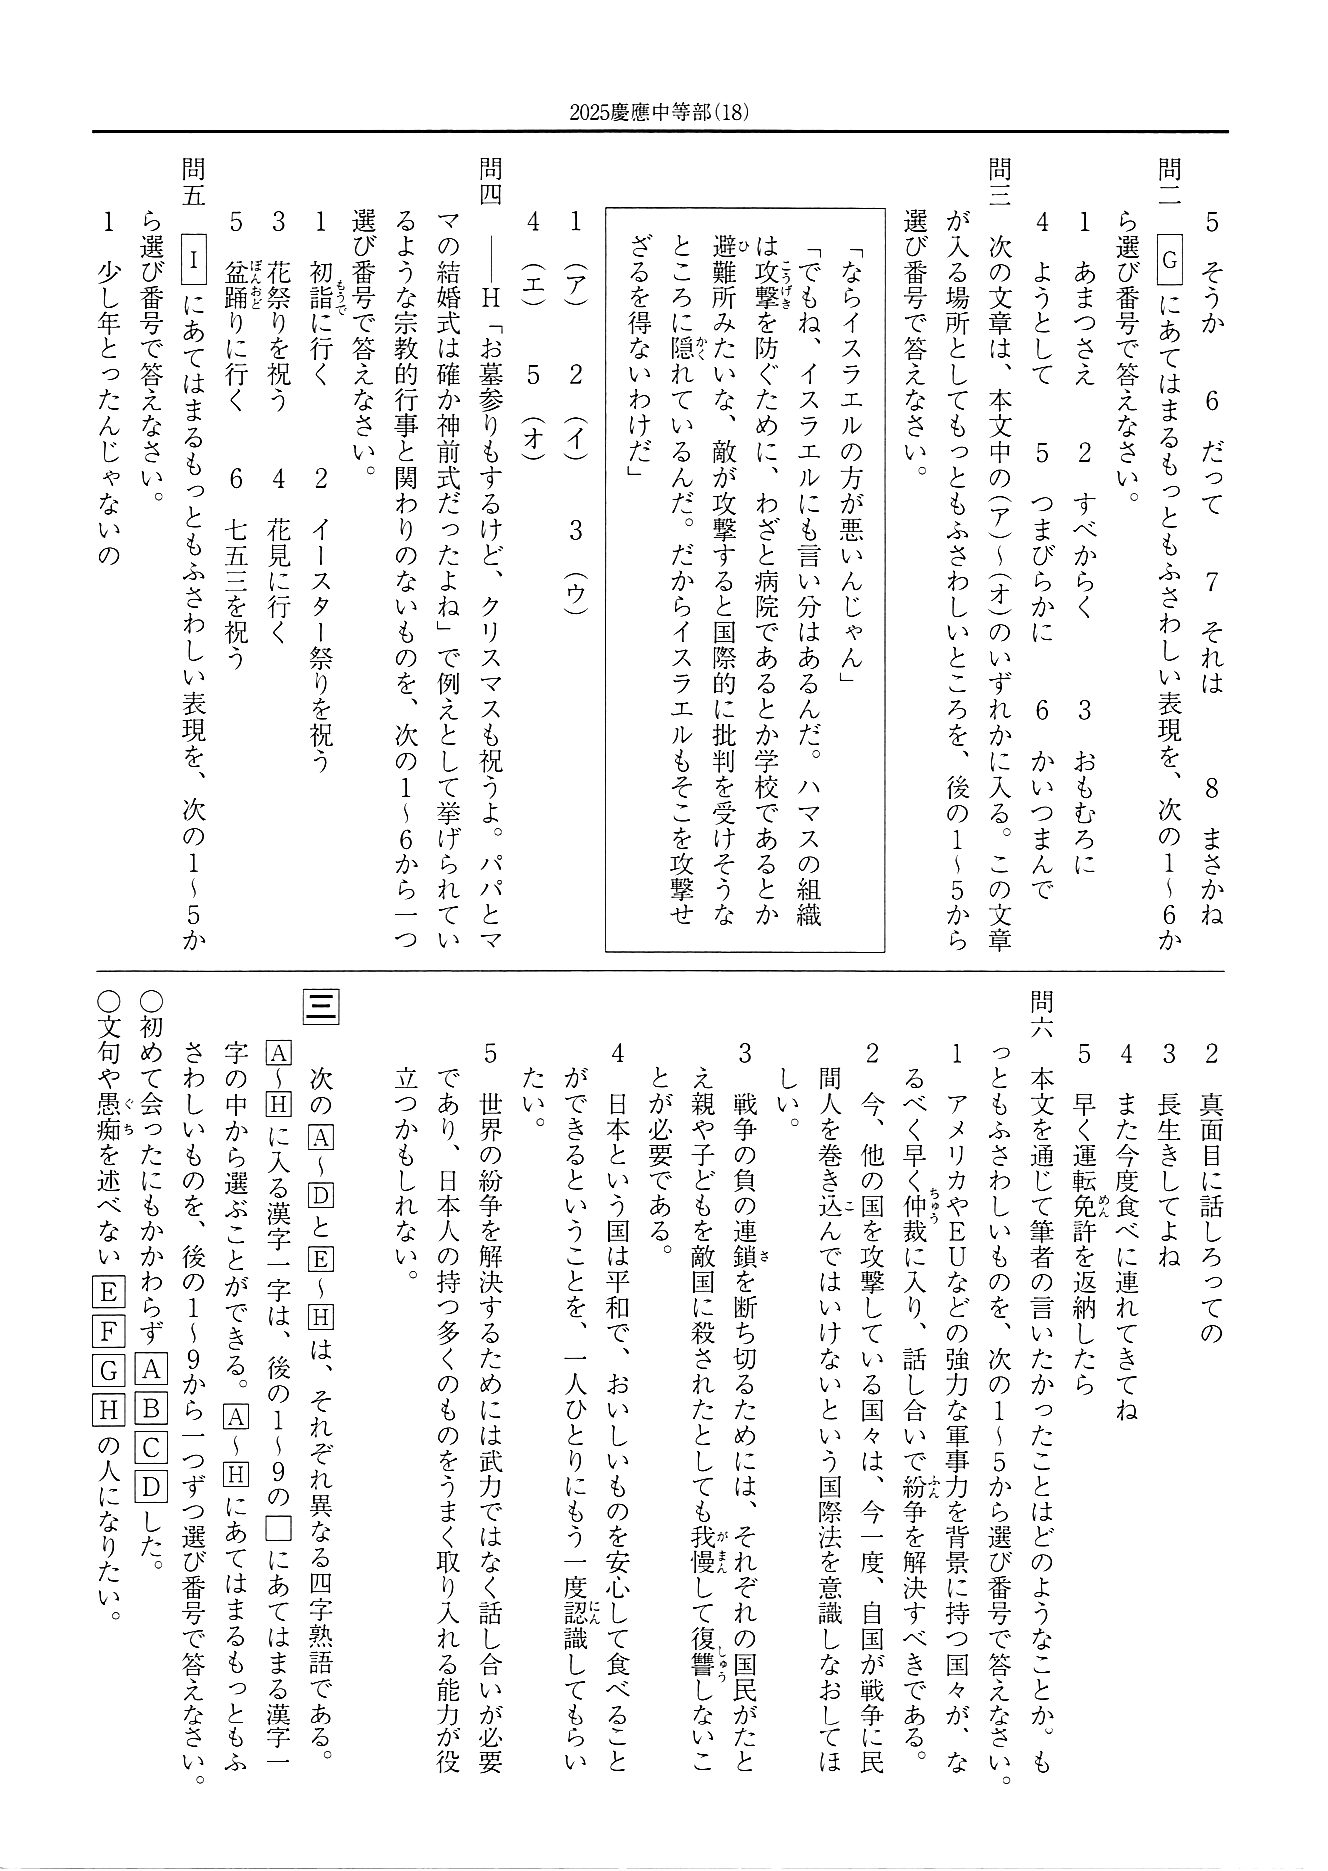 2025慶應中等部(18)
5 そうか 6 だって 7 それは 8 まさかね
問二 G にあてはまるもっともふさわしい表現を、次の1～6か
ら選び番号で答えなさい。
1 あまつさえ 2 すべからく 3 おもむろに
4 ようとして 5 つまびらかに 6 かいつまんで
問三 次の文章は、本文中の(ア)～(オ)のいずれかに入る。この文章
が入る場所としてもっともふさわしいところを、後の1～5から
選び番号で答えなさい。
「ならイスラエルの方が悪いんじゃん」
「でもね、イスラエルにも言い分はあるんだ。ハマスの組織
は攻撃を防ぐために、わざと病院であるとか学校であるとか
避難所みたいな、敵が攻撃すると国際的に批判を受けそうな
ところに隠れているんだ。だからイスラエルもそこを攻撃せ
ざるを得ないわけだ」
1 (ア) 2 (イ) 3 (ウ)
4 (エ) 5 (オ)
問四 ――H「お墓参りもするけど、クリスマスも祝うよ。パパとマ
マの結婚式は確か神前式だったよね」で例えとして挙げられてい
るような宗教的行事と関わりのないものを、次の1～6から一つ
選び番号で答えなさい。
1 初詣に行く 2 イースター祭りを祝う
3 花祭りを祝う 4 花見に行く
5 盆踊りに行く 6 七五三を祝う
問五 I にあてはまるもっともふさわしい表現を、次の1～5か
ら選び番号で答えなさい。
1 少し年とったんじゃないの
2 真面目に話しろっての
3 長生きしてよね
4 また今度食べに連れてきてね
5 早く運転免許を返納したら
問六 本文を通じて筆者の言いたかったことはどのようなことか。も
っともふさわしいものを、次の1～5から選び番号で答えなさい。
1 アメリカやEUなどの強力な軍事力を背景に持つ国々が、な
るべく早く仲裁に入り、話し合いで紛争を解決すべきである。
2 今、他の国を攻撃している国々は、今一度、自国が戦争に民
間人を巻き込んではいけないという国際法を意識しなおしてほ
しい。
3 戦争の負の連鎖を断ち切るためには、それぞれの国民がたと
え親や子どもを敵国に殺されたとしても我慢して復讐しないこ
とが必要である。
4 日本という国は平和で、おいしいものを安心して食べること
ができるということを、一人ひとりにもう一度認識してもらい
たい。
5 世界の紛争を解決するためには武力ではなく話し合いが必要
であり、日本人の持つ多くのものをうまく取り入れる能力が役
立つかもしれない。
三 次のA～DとE～Hは、それぞれ異なる四字熟語である。
A～Hに入る漢字一字は、後の1～9の□にあてはまる漢字一
字の中から選ぶことができる。A～Hにあてはまるもっともふ
さわしいものを、後の1～9から一つずつ選び番号で答えなさい。
○初めて会ったにもかかわらずABCDした。
○文句や愚痴を述べないEFGHの人になりたい。